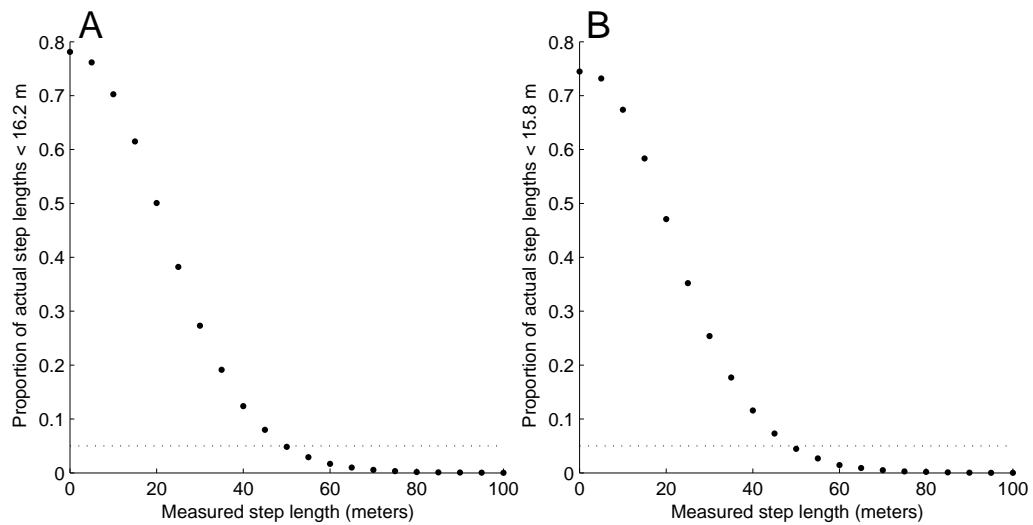 A
0.8
0.7
0.6
0.5
0.4
0.3
0.2
0.1
0
0 20 40 60 80 100
Proportion of actual step lengths < 16.2 m
Measured step length (meters)
B
0.8
0.7
0.6
0.5
0.4
0.3
0.2
0.1
0
0 20 40 60 80 100
Proportion of actual step lengths < 15.8 m
Measured step length (meters)